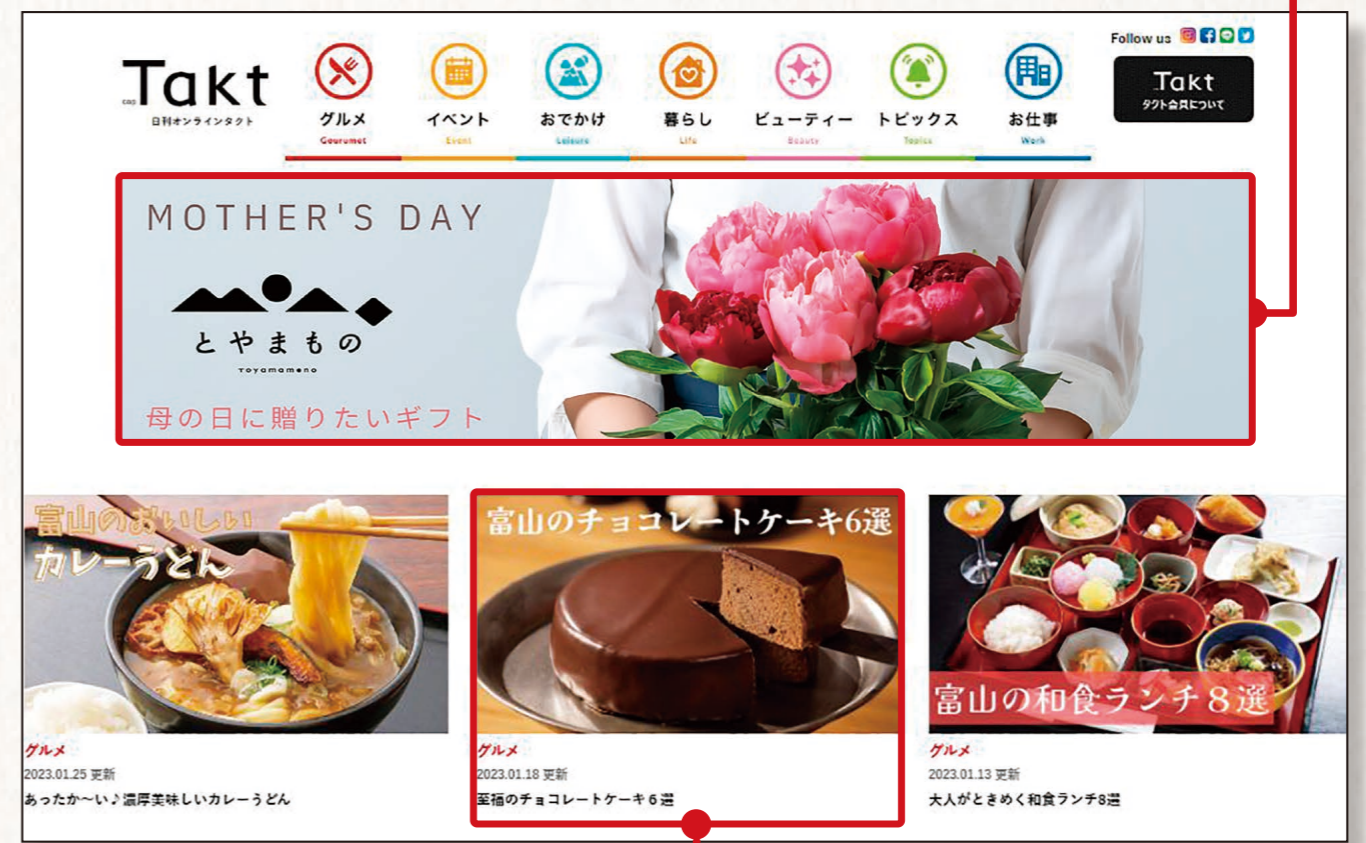 Takt
日刊オンラインタクト
グルメ
Gourumet
イベント
Event
おでかけ
Leisure
暮らし
Life
ビューティー
Beauty
トピックス
Topics
お仕事
Work
Follow us
Takt
タクト会員について
MOTHER'S DAY
とやまもの
Toyamamono
母の日に贈りたいギフト
富山のおいしい
カレーうどん
グルメ
2023.01.25 更新
あったか〜い♪濃厚美味しいカレーうどん
富山のチョコレートケーキ6選
グルメ
2023.01.18 更新
至福のチョコレートケーキ6選
富山の和食ランチ8選
グルメ
2023.01.13 更新
大人がときめく和食ランチ8選